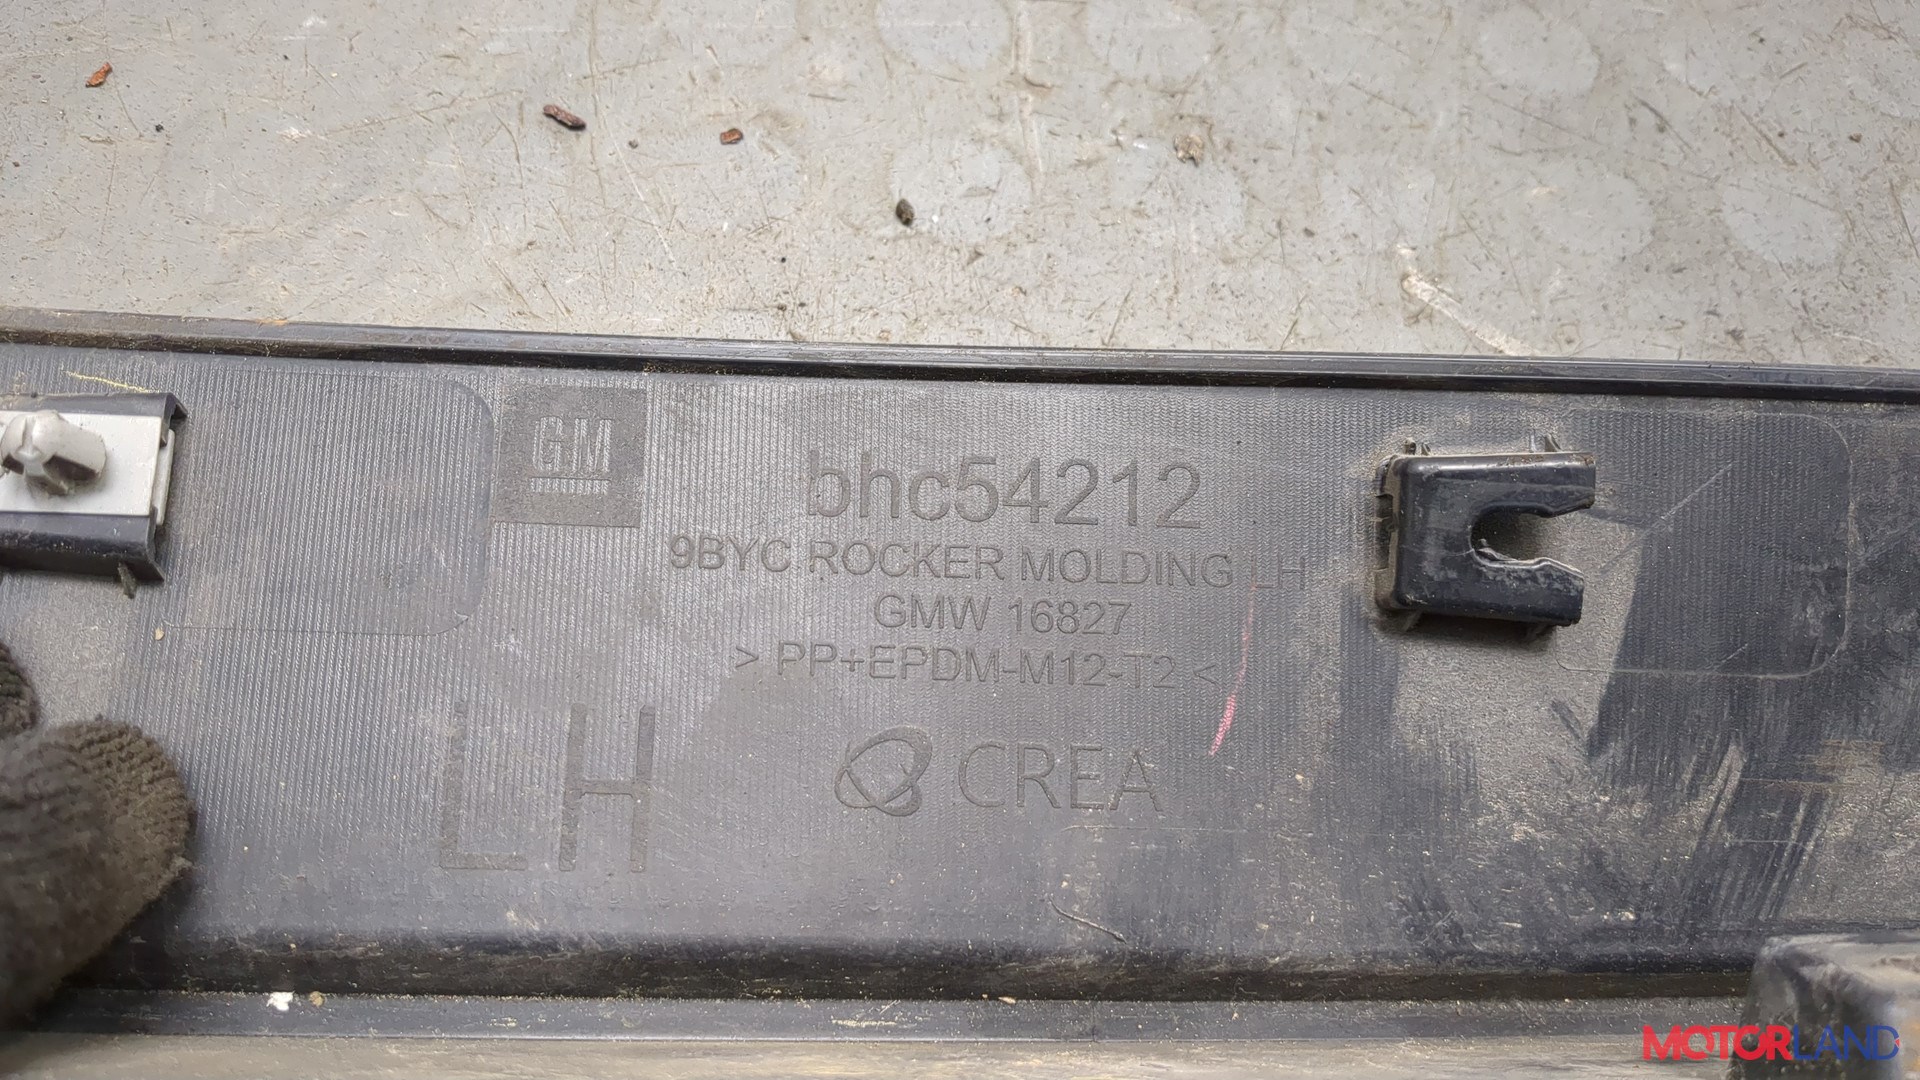 GM
bhc54212
9BYC ROCKER MOLDING LH
GMW 16827
> PP+EPDM-M12-T2 <
LH
CREA
MOTORLAND